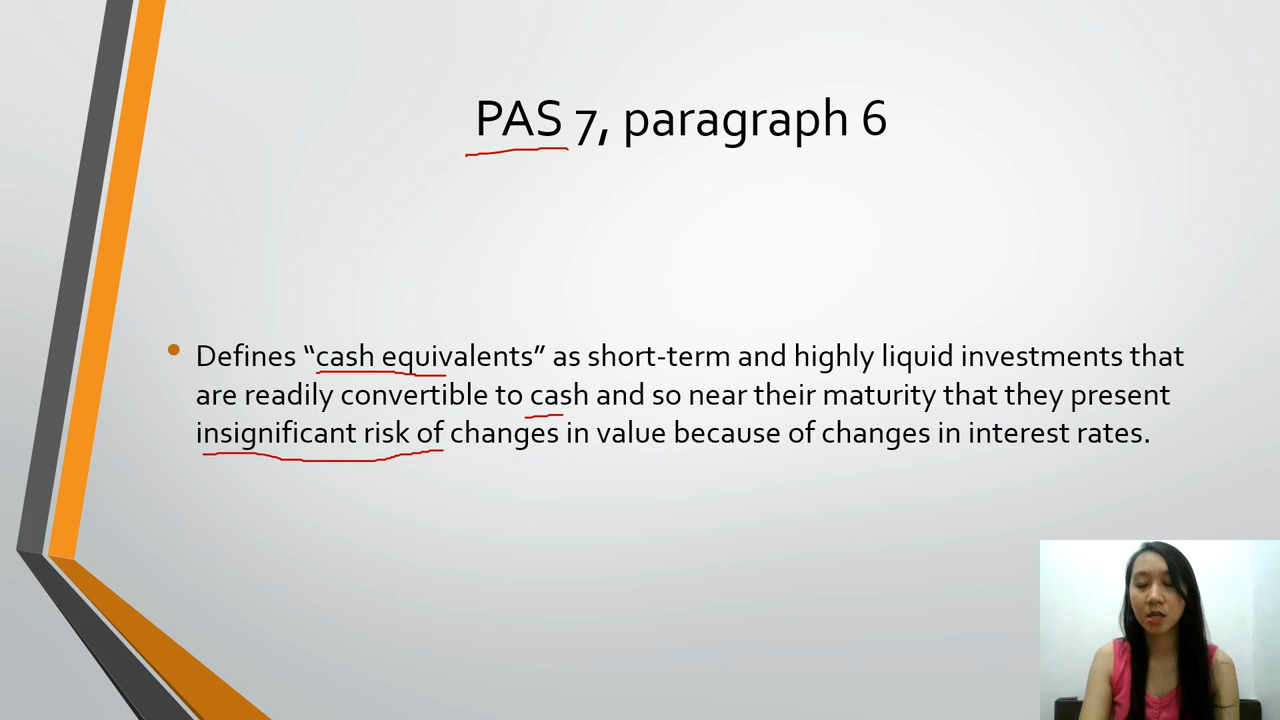 PAS 7, paragraph 6
• Defines “cash equivalents” as short-term and highly liquid investments that
are readily convertible to cash and so near their maturity that they present
insignificant risk of changes in value because of changes in interest rates.